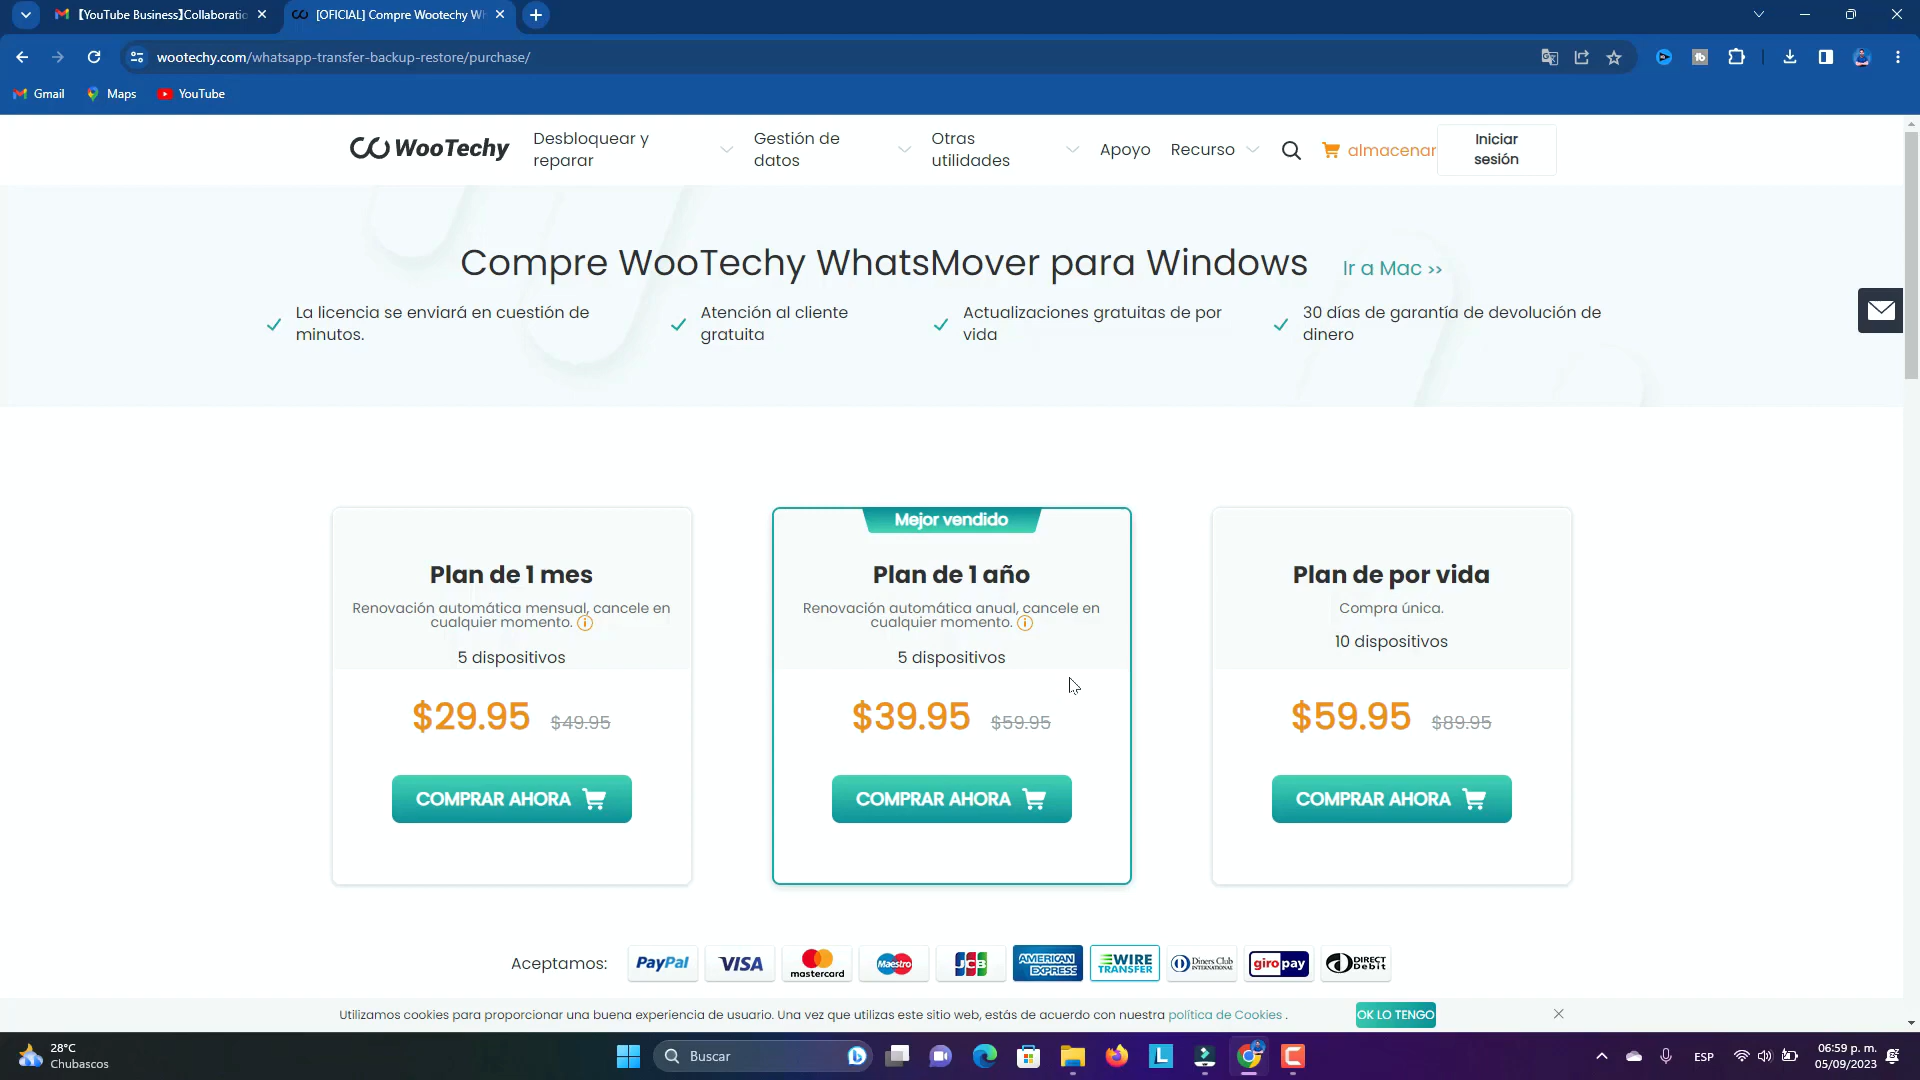 【YouTube Business】Collaboratio
[OFICIAL] Compre Wootechy Wh
wootechy.com/whatsapp-transfer-backup-restore/purchase/
Gmail
Maps
YouTube
WooTechy
Desbloquear y
reparar
Gestión de
datos
Otras
utilidades
Apoyo
Recurso
almacenar
Iniciar
sesión
Compre WooTechy WhatsMover para Windows
Ir a Mac >>
La licencia se enviará en cuestión de
minutos.
Atención al cliente
gratuita
Actualizaciones gratuitas de por
vida
30 días de garantía de devolución de
dinero
Plan de 1 mes
Renovación automática mensual, cancele en
cualquier momento.
5 dispositivos
$29.95 $49.95
COMPRAR AHORA
Mejor vendido
Plan de 1 año
Renovación automática anual, cancele en
cualquier momento.
5 dispositivos
$39.95 $59.95
COMPRAR AHORA
Plan de por vida
Compra única.
10 dispositivos
$59.95 $89.95
COMPRAR AHORA
Aceptamos:
PayPal
VISA
mastercard
Maestro
JCB
AMERICAN
EXPRESS
WIRE
TRANSFER
Diners Club
INTERNATIONAL
giropay
DIRECT
Debit
Utilizamos cookies para proporcionar una buena experiencia de usuario. Una vez que utilizas este sitio web, estás de acuerdo con nuestra política de Cookies .
OK LO TENGO
28°C
Chubascos
Buscar
ESP
06:59 p. m.
05/09/2023